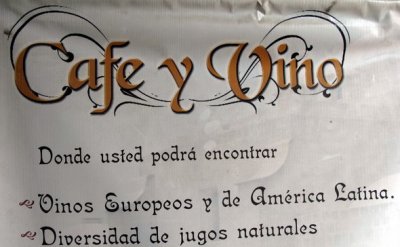 Cafe y Vino
Donde usted podrá encontrar
Vinos Europeos y de América Latina.
Diversidad de jugos naturales